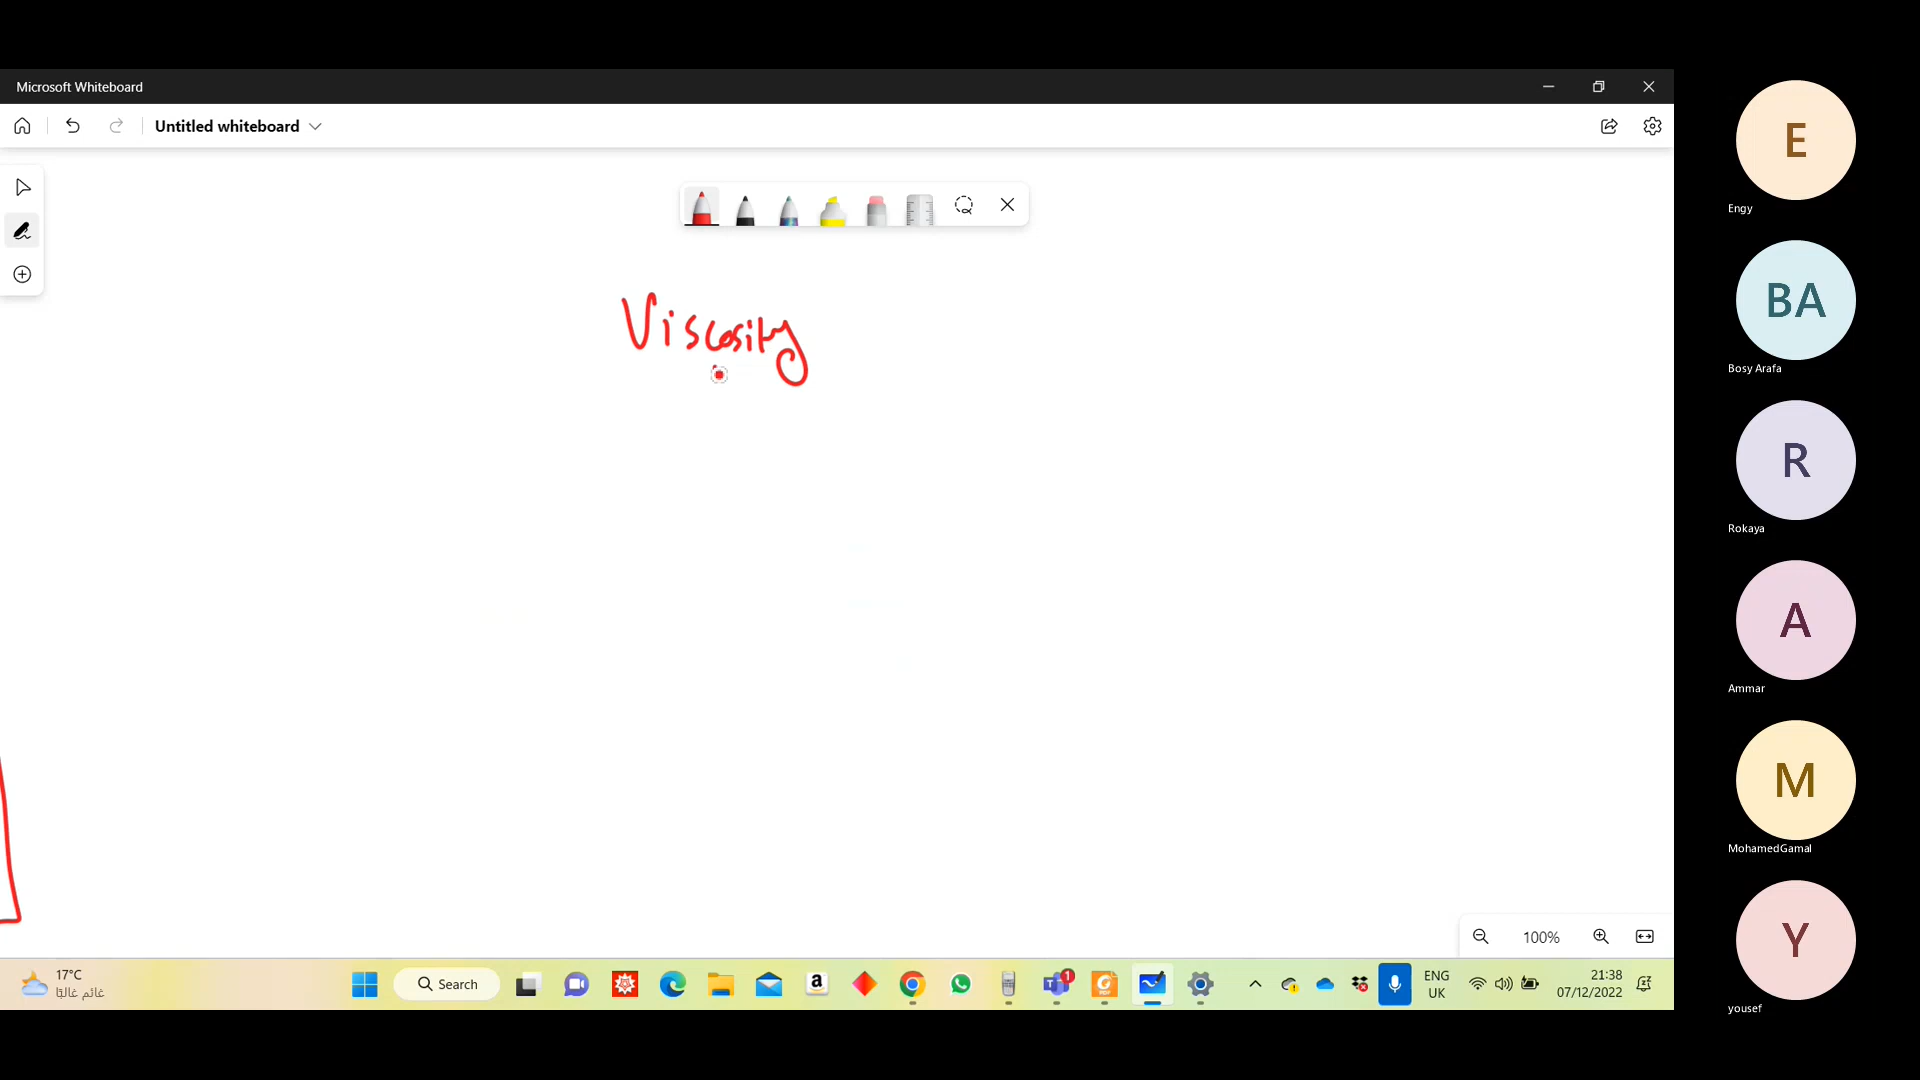 Microsoft Whiteboard
Untitled whiteboard
Viscosity
100%
17°C
غائم غالبًا
Search
a
1
ENG
UK
21:38
07/12/2022
E
Engy
BA
Bosy Arafa
R
Rokaya
A
Ammar
M
MohamedGamal
Y
yousef